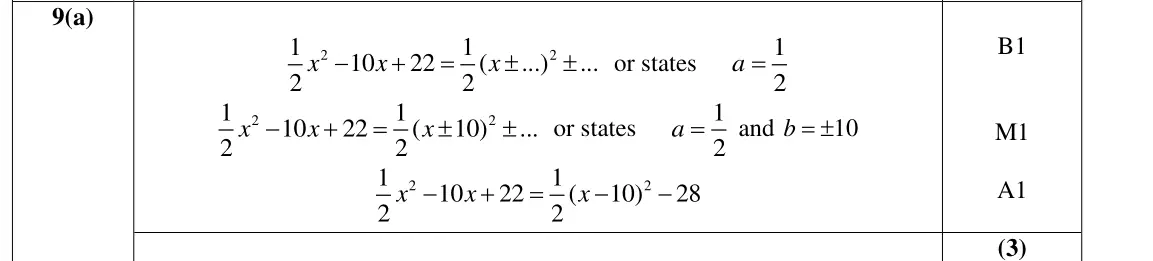 9(a)
1/2 x² − 10x + 22 = 1/2 (x ± ...)² ± ... or states a = 1/2 B1
1/2 x² − 10x + 22 = 1/2 (x ± 10)² ± ... or states a = 1/2 and b = ±10 M1
1/2 x² − 10x + 22 = 1/2 (x − 10)² − 28 A1
(3)